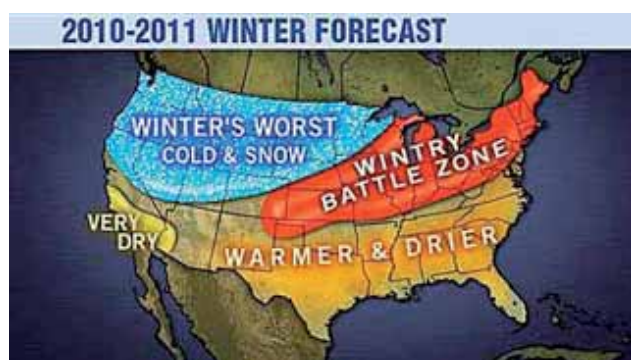 2010-2011 WINTER FORECAST
WINTER'S WORST
COLD & SNOW
WINTRY
BATTLE ZONE
VERY
DRY
WARMER & DRIER